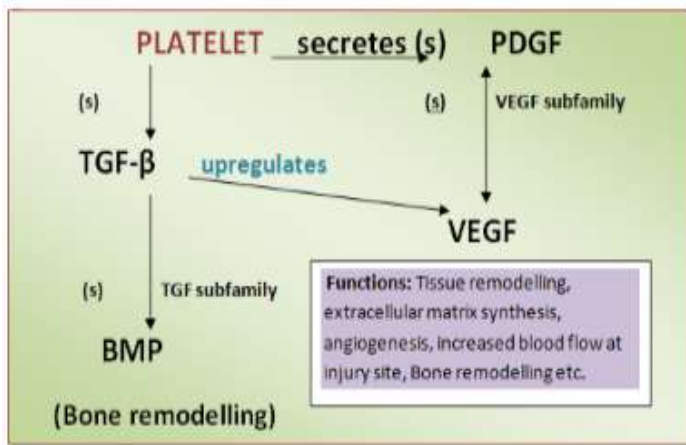 PLATELET secretes (s) PDGF
(s)
(s) VEGF subfamily
TGF-β upregulates
VEGF
(s) TGF subfamily
BMP
(Bone remodelling)
Functions: Tissue remodelling,
extracellular matrix synthesis,
angiogenesis, increased blood flow at
injury site, Bone remodelling etc.